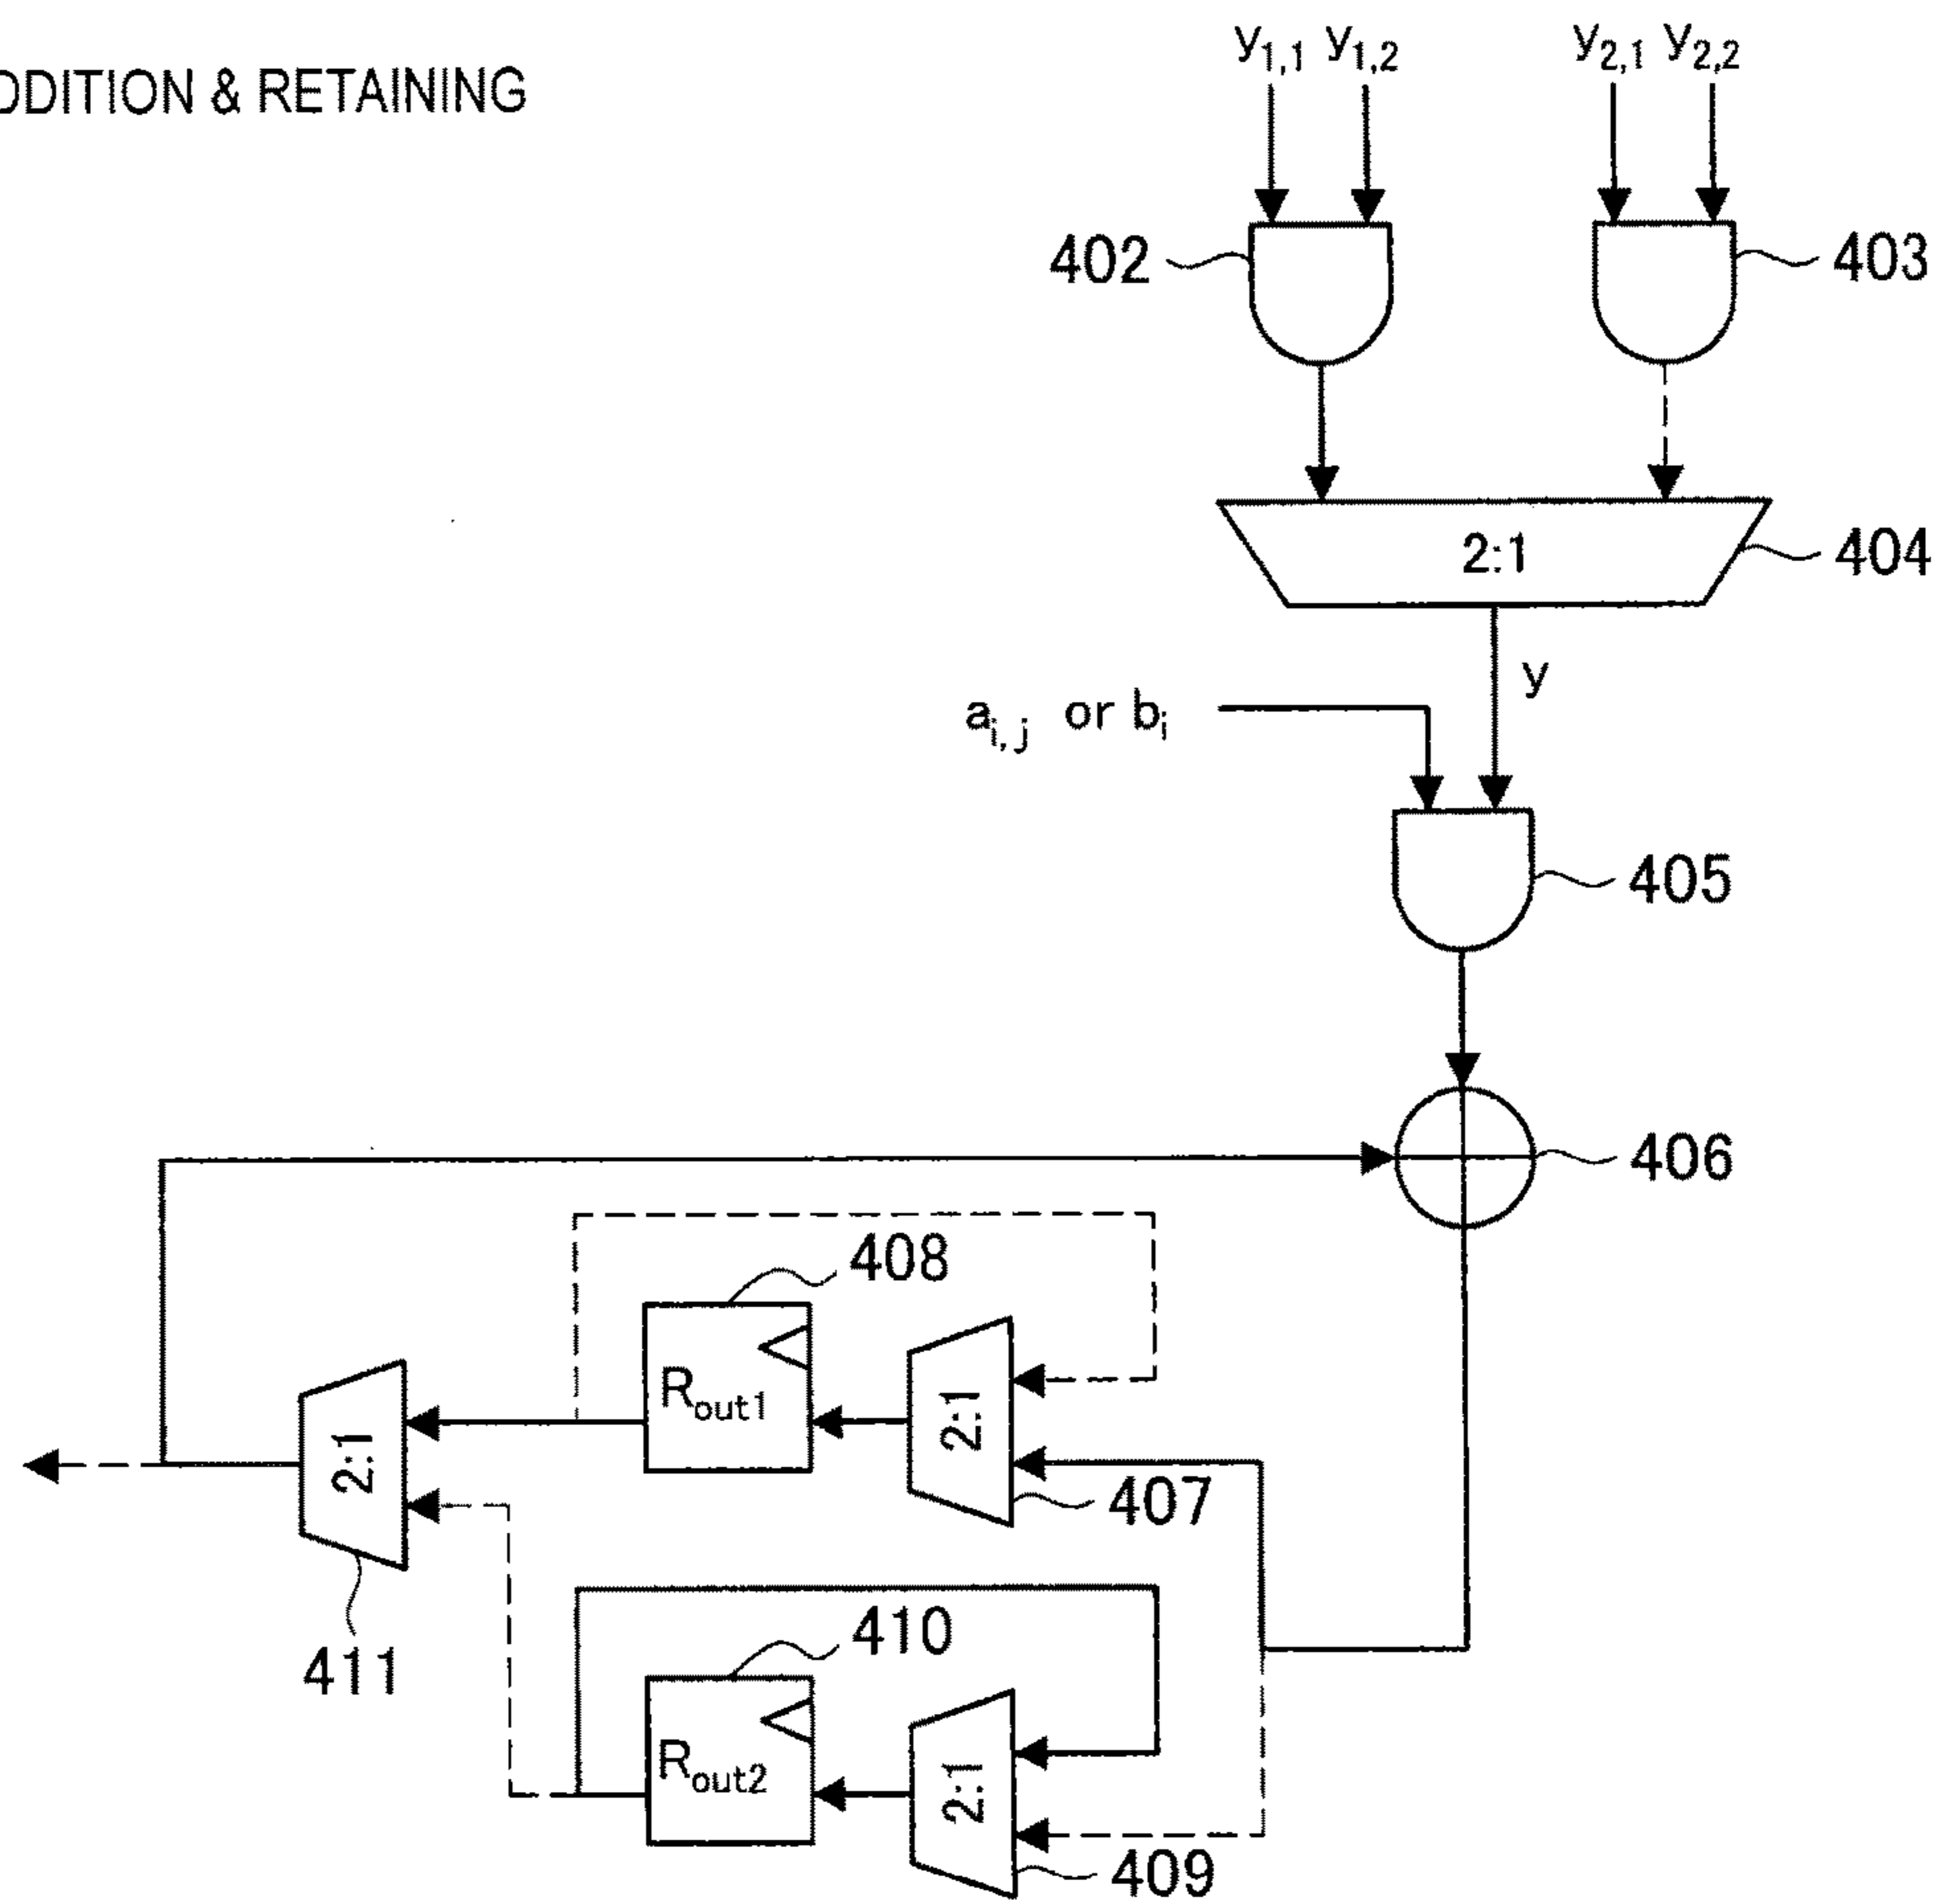 DDITION & RETAINING
y1,1 y1,2
y2,1 y2,2
402
403
2:1
404
y
ai,j or bi
405
406
408
Rout1
2:1
407
2:1
411
410
Rout2
2:1
409